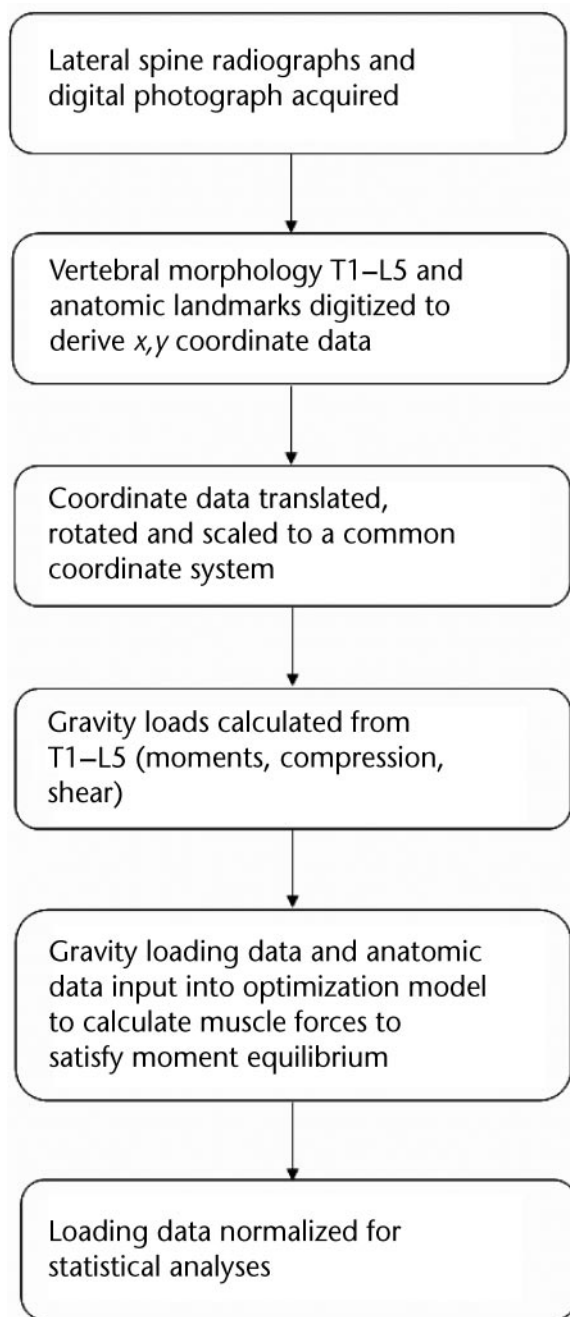 Lateral spine radiographs and
digital photograph acquired
Vertebral morphology T1–L5 and
anatomic landmarks digitized to
derive x,y coordinate data
Coordinate data translated,
rotated and scaled to a common
coordinate system
Gravity loads calculated from
T1–L5 (moments, compression,
shear)
Gravity loading data and anatomic
data input into optimization model
to calculate muscle forces to
satisfy moment equilibrium
Loading data normalized for
statistical analyses